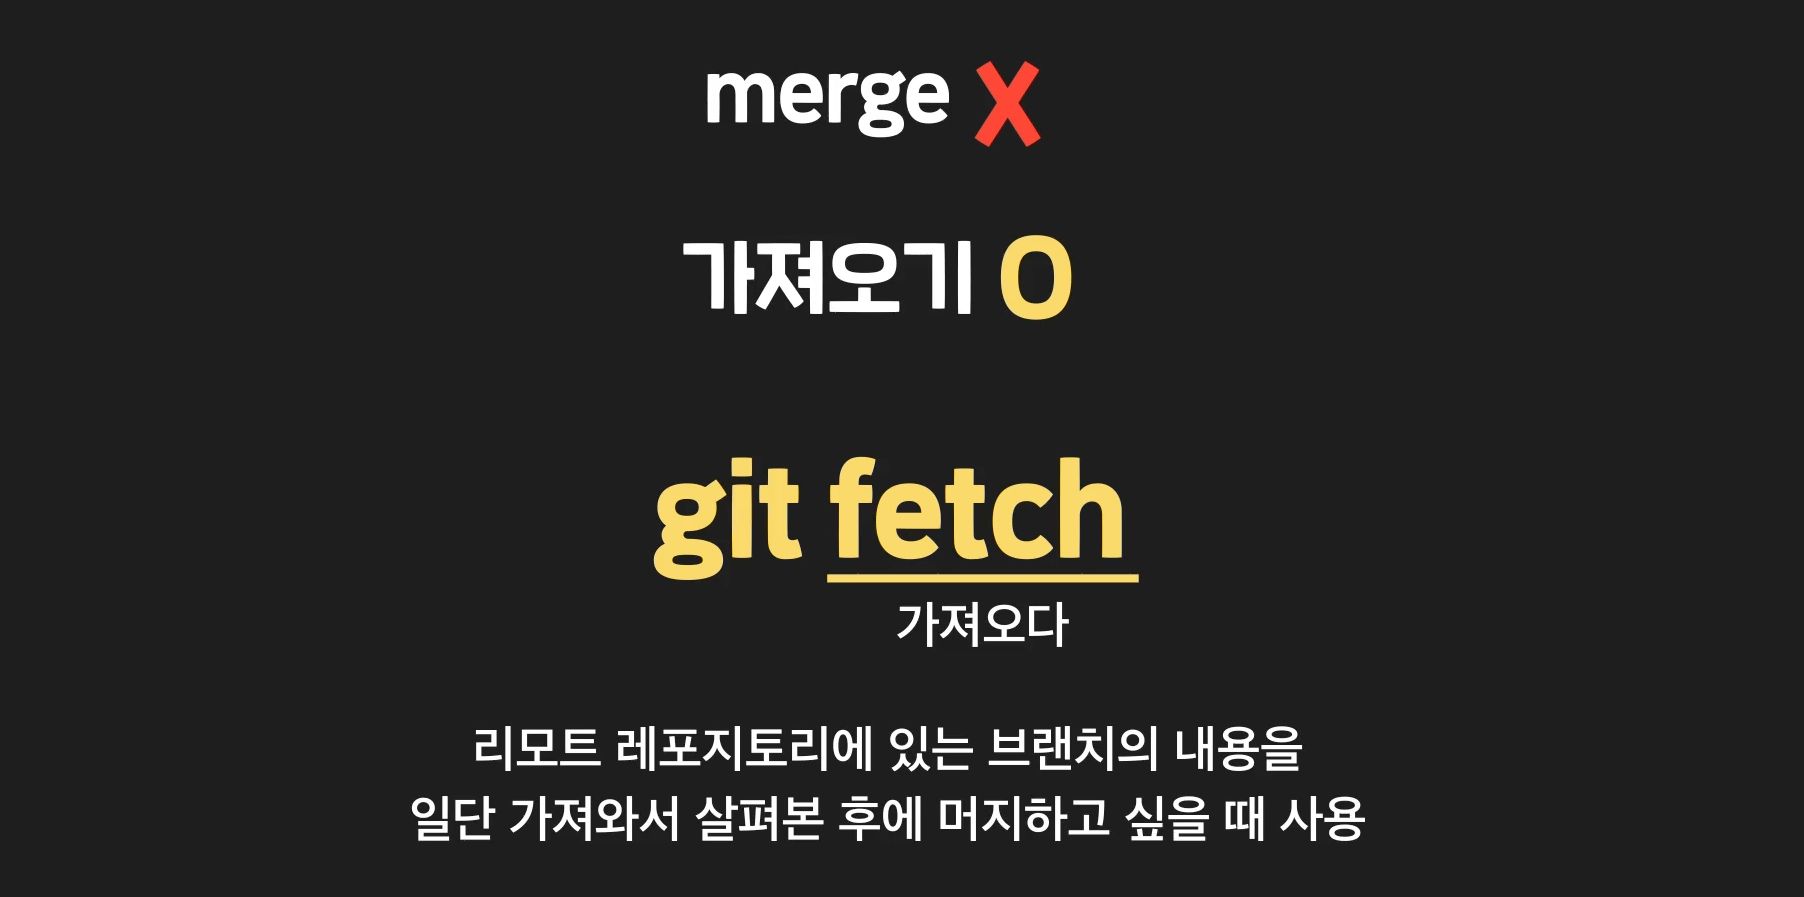 merge X
가져오기 O
git fetch
가져오다
리모트 레포지토리에 있는 브랜치의 내용을
일단 가져와서 살펴본 후에 머지하고 싶을 때 사용